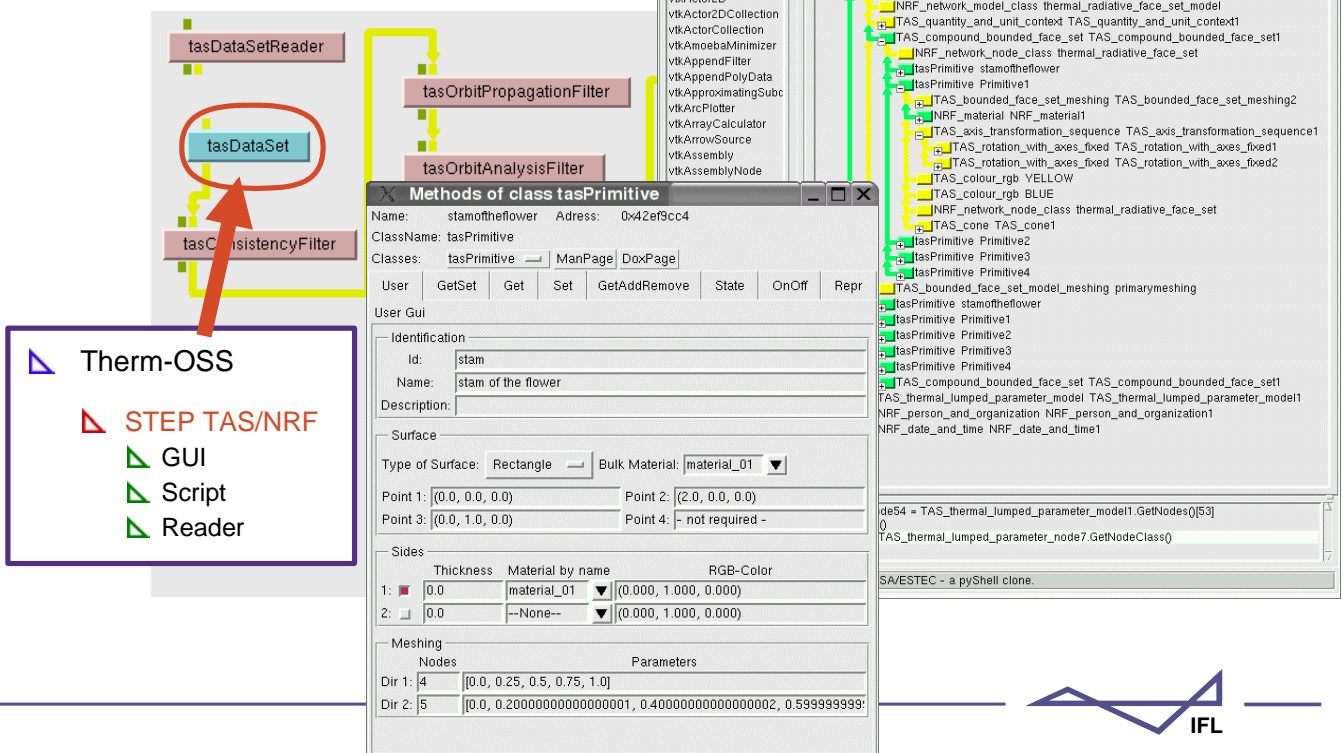 tasDataSetReader
tasDataSet
tasOrbitPropagationFilter
tasOrbitAnalysisFilter
vtkActor2DCollection
vtkActorCollection
vtkAmoebaMinimizer
vtkAppendFilter
vtkAppendPolyData
vtkApproximatingSubc
vtkArcPlotter
vtkArrayCalculator
vtkArrowSource
vtkAssembly
vtkAssemblyNode
NRF_network_model_class thermal_radiative_face_set_model
TAS_quantity_and_unit_context TAS_quantity_and_unit_context1
TAS_compound_bounded_face_set TAS_compound_bounded_face_set1
NRF_network_node_class thermal_radiative_face_set
tasPrimitive stamoftheflower
tasPrimitive Primitive1
TAS_bounded_face_set_meshing TAS_bounded_face_set_meshing2
NRF_material NRF_material1
TAS_axis_transformation_sequence TAS_axis_transformation_sequence1
TAS_rotation_with_axes_fixed TAS_rotation_with_axes_fixed1
TAS_rotation_with_axes_fixed TAS_rotation_with_axes_fixed2
TAS_colour_rgb YELLOW
TAS_colour_rgb BLUE
NRF_network_node_class thermal_radiative_face_set
TAS_cone TAS_cone1
tasPrimitive Primitive2
tasPrimitive Primitive3
tasPrimitive Primitive4
TAS_bounded_face_set_model_meshing primarymeshing
tasPrimitive stamoftheflower
tasPrimitive Primitive1
tasPrimitive Primitive2
tasPrimitive Primitive3
tasPrimitive Primitive4
TAS_compound_bounded_face_set TAS_compound_bounded_face_set1
TAS_thermal_lumped_parameter_model TAS_thermal_lumped_parameter_model1
NRF_person_and_organization NRF_person_and_organization1
NRF_date_and_time NRF_date_and_time1
de54 = TAS_thermal_lumped_parameter_model1.GetNodes()[53]
()
TAS_thermal_lumped_parameter_node7.GetNodeClass()
SA/ESTEC - a pyShell clone.
Methods of class tasPrimitive
Name: stamoftheflower Adress: 0x42ef9cc4
ClassName: tasPrimitive
Classes: tasPrimitive ManPage DoxPage
User GetSet Get Set GetAddRemove State OnOff Repr
User Gui
Identification
Id: stam
Name: stam of the flower
Description:
Surface
Type of Surface: Rectangle Bulk Material: material_01
Point 1: (0.0, 0.0, 0.0) Point 2: (2.0, 0.0, 0.0)
Point 3: (0.0, 1.0, 0.0) Point 4: - not required -
Sides
Thickness Material by name RGB-Color
1: 0.0 material_01 (0.000, 1.000, 0.000)
2: 0.0 --None-- (0.000, 1.000, 0.000)
Meshing
Nodes Parameters
Dir 1: 4 [0.0, 0.25, 0.5, 0.75, 1.0]
Dir 2: 5 [0.0, 0.20000000000000001, 0.40000000000000002, 0.599999999
Therm-OSS
STEP TAS/NRF
GUI
Script
Reader
IFL